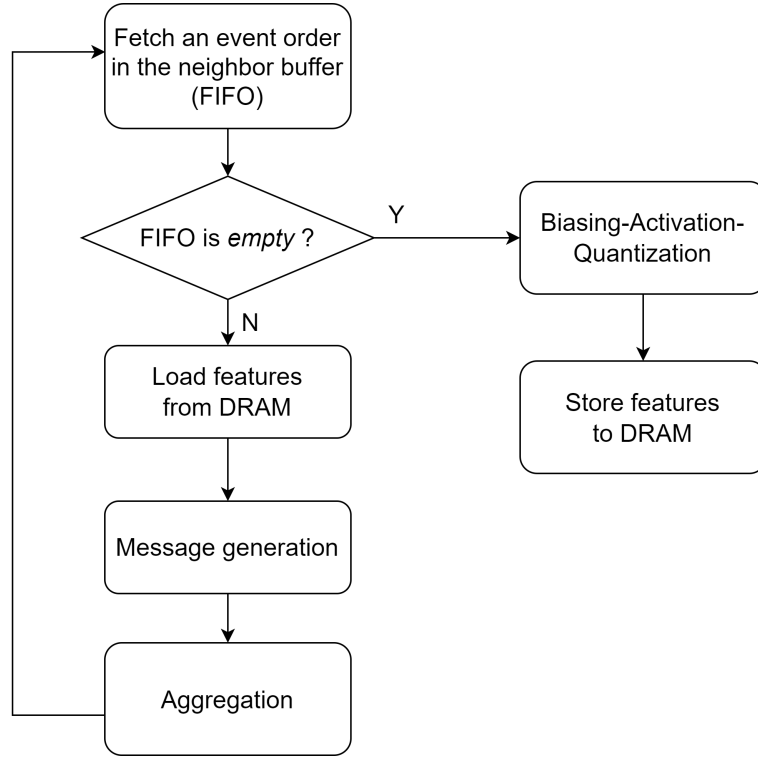 Fetch an event order
in the neighbor buffer
(FIFO)
FIFO is empty ?
Y
N
Biasing-Activation-
Quantization
Load features
from DRAM
Store features
to DRAM
Message generation
Aggregation